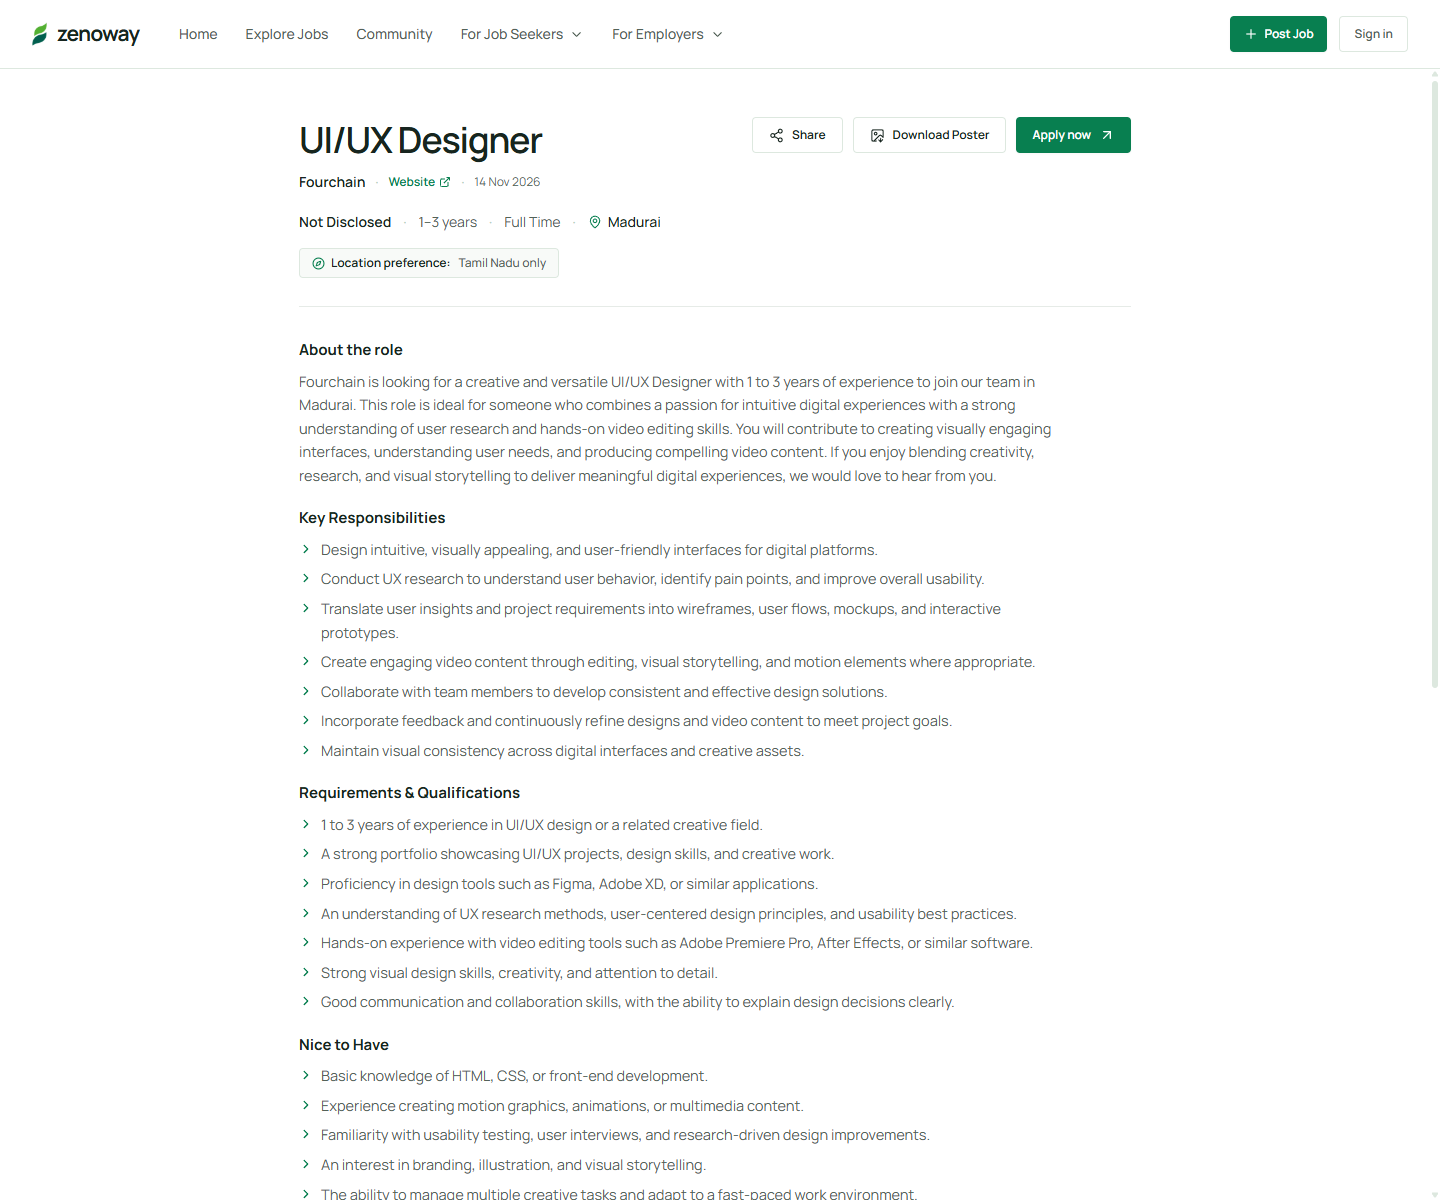 zenoway
Home
Explore Jobs
Community
For Job Seekers
For Employers
Post Job
Sign in
UI/UX Designer
Share
Download Poster
Apply now
Fourchain · Website · 14 Nov 2026
Not Disclosed · 1–3 years · Full Time · Madurai
Location preference: Tamil Nadu only
About the role
Fourchain is looking for a creative and versatile UI/UX Designer with 1 to 3 years of experience to join our team in
Madurai. This role is ideal for someone who combines a passion for intuitive digital experiences with a strong
understanding of user research and hands-on video editing skills. You will contribute to creating visually engaging
interfaces, understanding user needs, and producing compelling video content. If you enjoy blending creativity,
research, and visual storytelling to deliver meaningful digital experiences, we would love to hear from you.
Key Responsibilities
Design intuitive, visually appealing, and user-friendly interfaces for digital platforms.
Conduct UX research to understand user behavior, identify pain points, and improve overall usability.
Translate user insights and project requirements into wireframes, user flows, mockups, and interactive
prototypes.
Create engaging video content through editing, visual storytelling, and motion elements where appropriate.
Collaborate with team members to develop consistent and effective design solutions.
Incorporate feedback and continuously refine designs and video content to meet project goals.
Maintain visual consistency across digital interfaces and creative assets.
Requirements & Qualifications
1 to 3 years of experience in UI/UX design or a related creative field.
A strong portfolio showcasing UI/UX projects, design skills, and creative work.
Proficiency in design tools such as Figma, Adobe XD, or similar applications.
An understanding of UX research methods, user-centered design principles, and usability best practices.
Hands-on experience with video editing tools such as Adobe Premiere Pro, After Effects, or similar software.
Strong visual design skills, creativity, and attention to detail.
Good communication and collaboration skills, with the ability to explain design decisions clearly.
Nice to Have
Basic knowledge of HTML, CSS, or front-end development.
Experience creating motion graphics, animations, or multimedia content.
Familiarity with usability testing, user interviews, and research-driven design improvements.
An interest in branding, illustration, and visual storytelling.
The ability to manage multiple creative tasks and adapt to a fast-paced work environment.